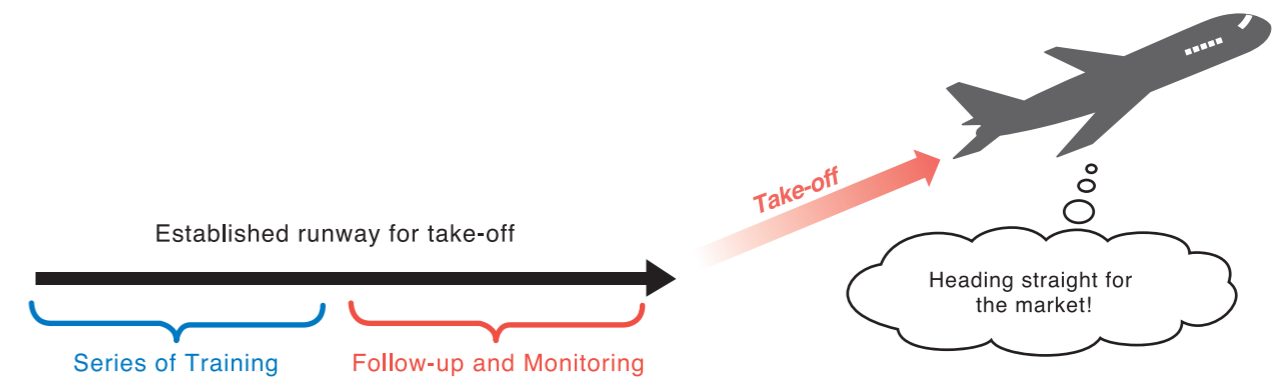 Take-off
Established runway for take-off
Heading straight for
the market!
Series of Training
Follow-up and Monitoring